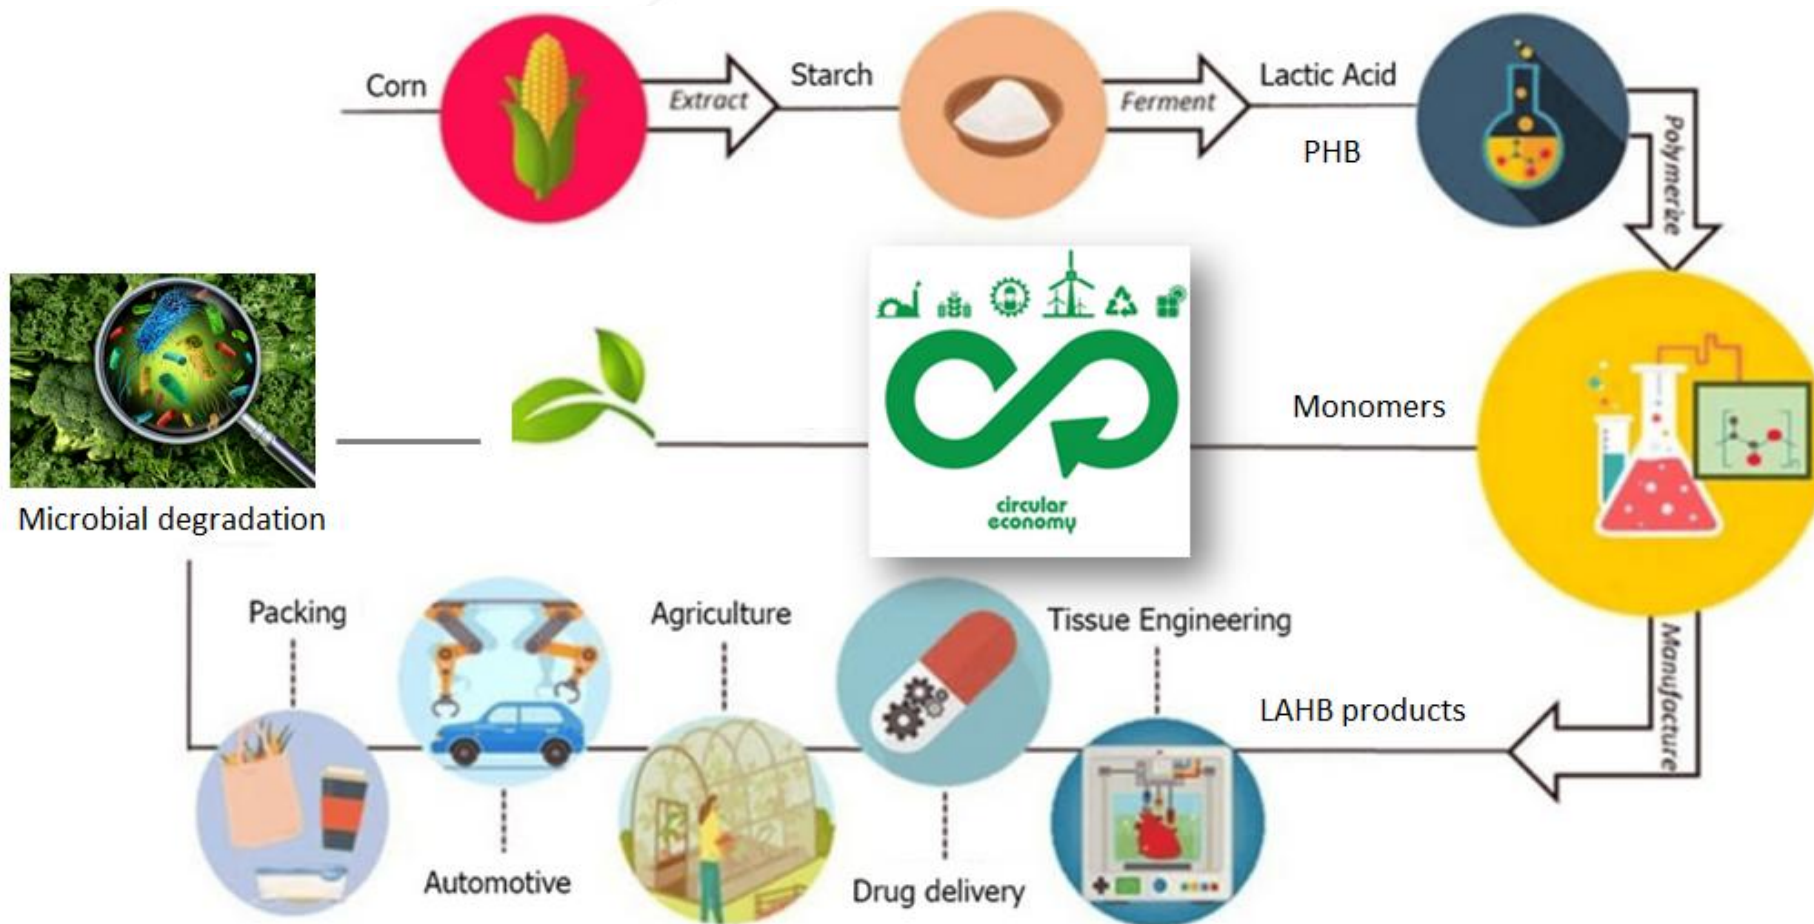 Corn
Extract
Starch
Ferment
Lactic Acid
PHB
Polymerize
Monomers
circular
economy
Microbial degradation
Manufacture
Packing
Agriculture
Tissue Engineering
LAHB products
Automotive
Drug delivery